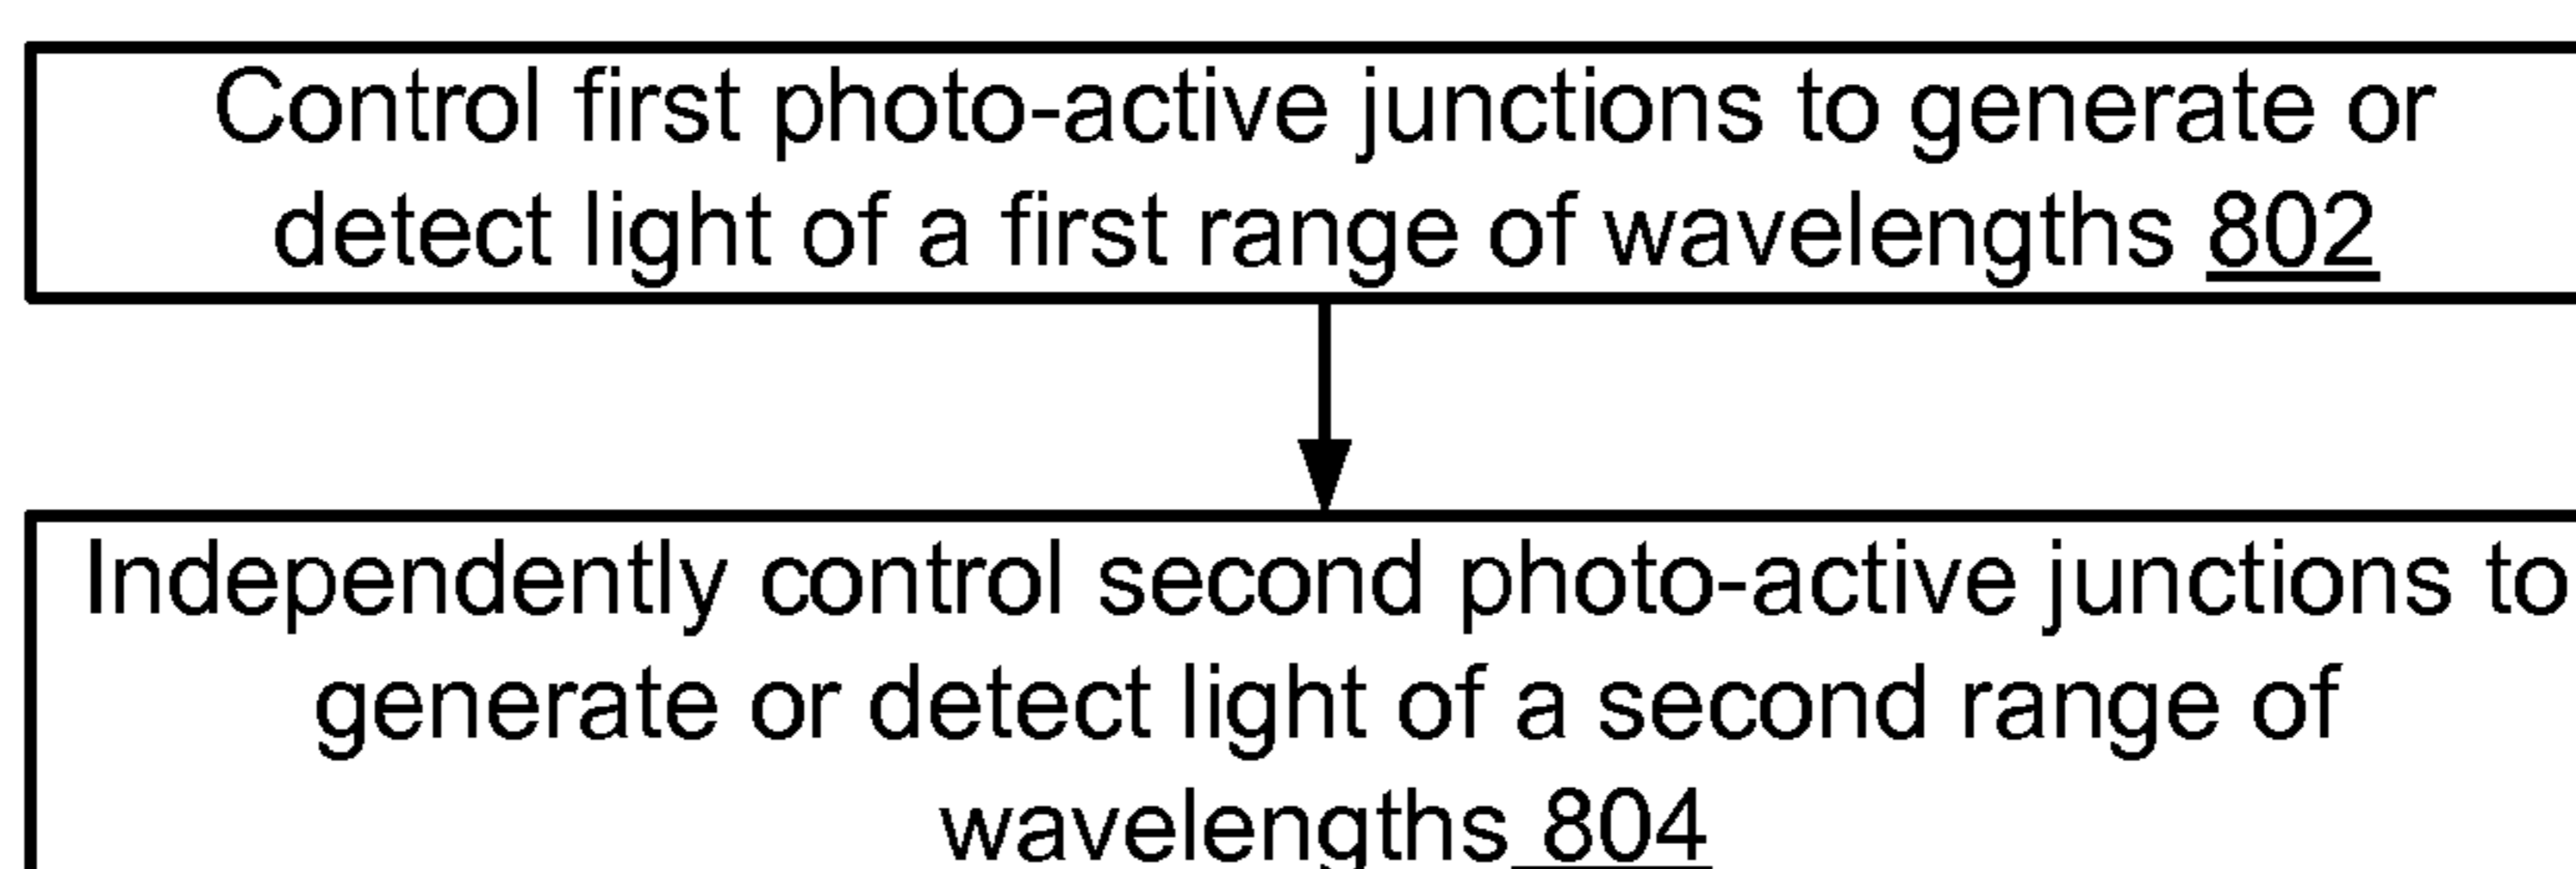 Control first photo-active junctions to generate or
detect light of a first range of wavelengths 802
Independently control second photo-active junctions to
generate or detect light of a second range of
wavelengths 804